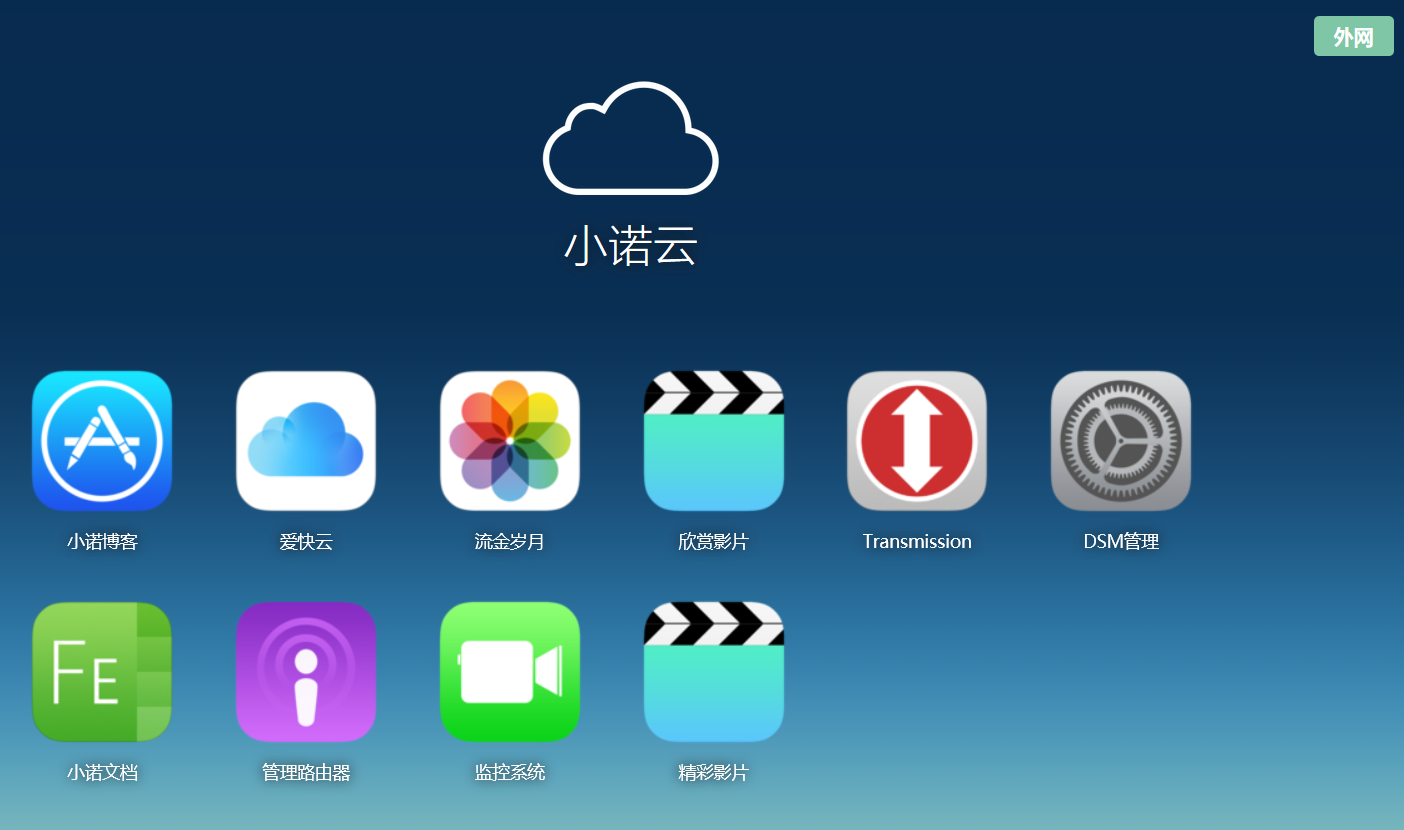 外网
小诺云
小诺博客
爱快云
流金岁月
欣赏影片
Transmission
DSM管理
FE
小诺文档
管理路由器
监控系统
精彩影片